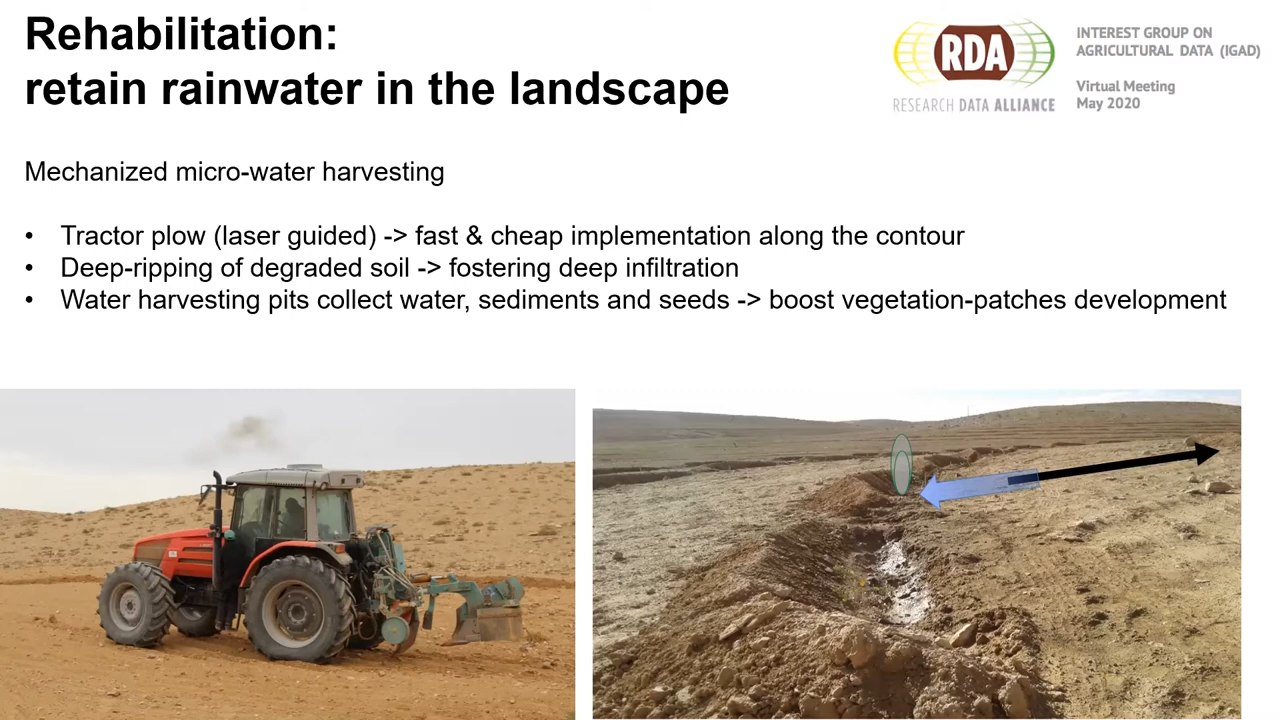 Rehabilitation:
retain rainwater in the landscape
RDA
RESEARCH DATA ALLIANCE
INTEREST GROUP ON
AGRICULTURAL DATA (IGAD)
Virtual Meeting
May 2020
Mechanized micro-water harvesting
• Tractor plow (laser guided) -> fast & cheap implementation along the contour
• Deep-ripping of degraded soil -> fostering deep infiltration
• Water harvesting pits collect water, sediments and seeds -> boost vegetation-patches development